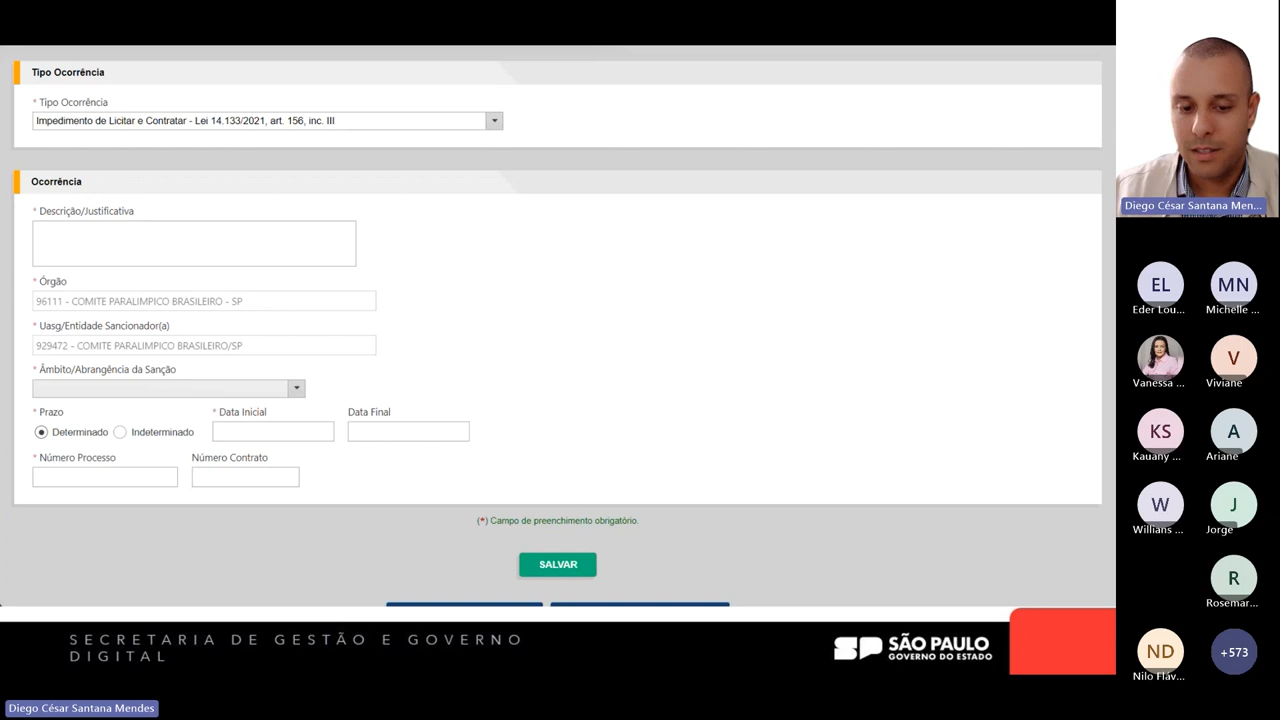 Tipo Ocorrência
* Tipo Ocorrência
Impedimento de Licitar e Contratar - Lei 14.133/2021, art. 156, inc. III
Ocorrência
* Descrição/Justificativa
* Órgão
96111 - COMITE PARALIMPICO BRASILEIRO - SP
* Uasg/Entidade Sancionador(a)
929472 - COMITE PARALIMPICO BRASILEIRO/SP
* Âmbito/Abrangência da Sanção
* Prazo
* Data Inicial
Data Final
Determinado
Indeterminado
* Número Processo
Número Contrato
(*) Campo de preenchimento obrigatório.
SALVAR
SECRETARIA DE GESTÃO E GOVERNO
DIGITAL
SP SÃO PAULO
GOVERNO DO ESTADO
Diego César Santana Mendes
Diego César Santana Men...
EL
Eder Lou...
MN
Michelle ...
Vanessa ...
V
Viviane
KS
Kauany ...
A
Ariane
W
Willians ...
J
Jorge
R
Rosemar...
ND
Nilo Fláv...
+573